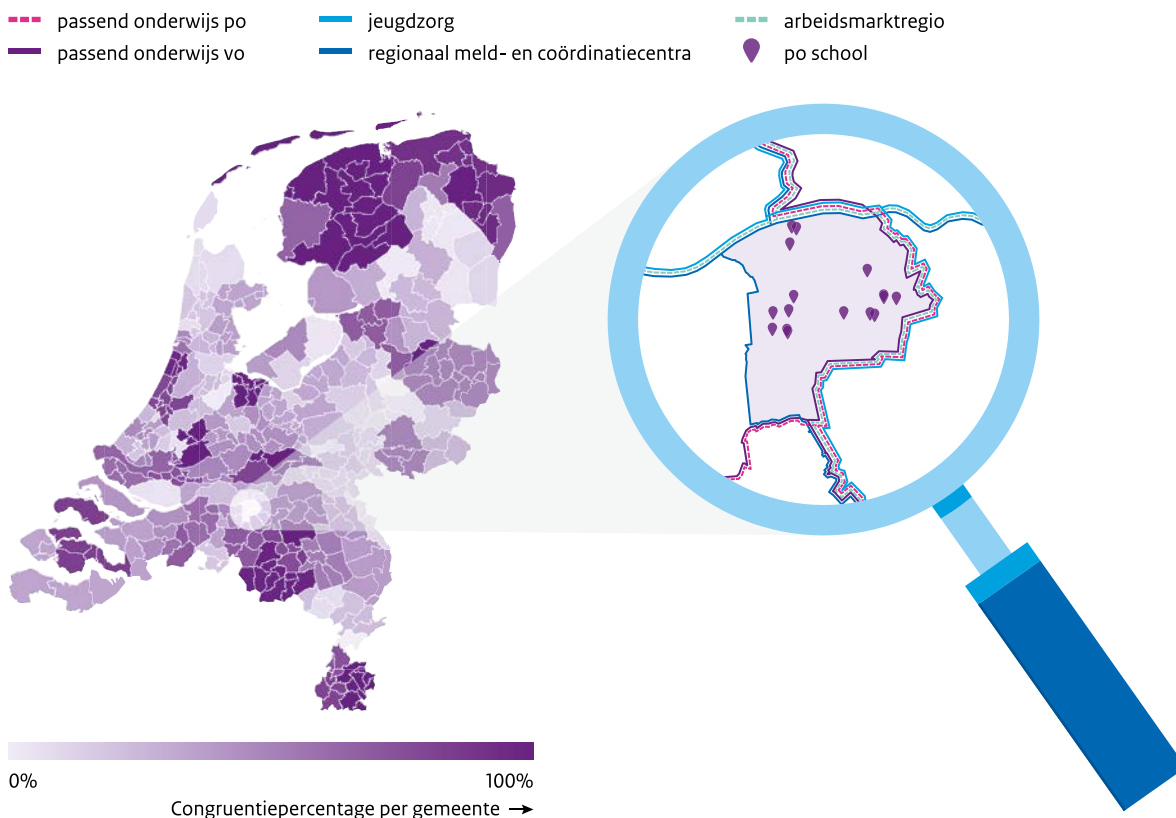 passend onderwijs po
jeugdzorg
arbeidsmarktregio
passend onderwijs vo
regionaal meld- en coördinatiecentra
po school
0%
100%
Congruentiepercentage per gemeente →